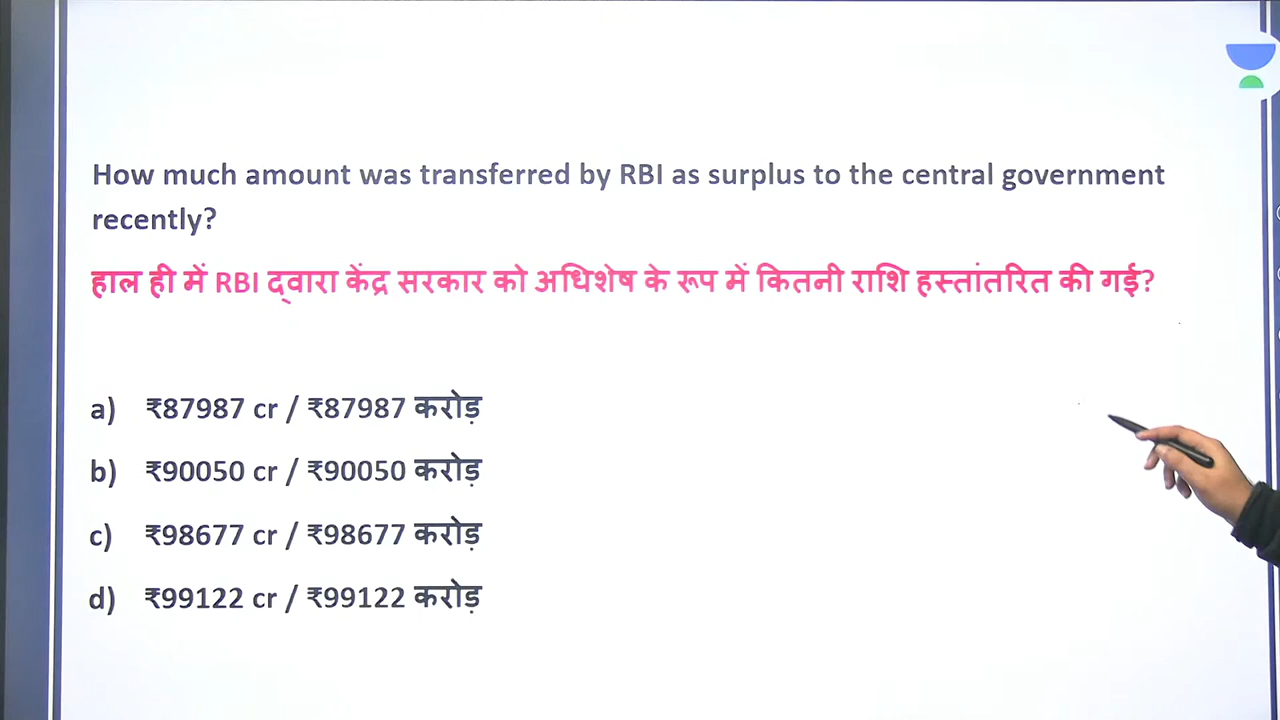 How much amount was transferred by RBI as surplus to the central government
recently?
हाल ही में RBI द्वारा केंद्र सरकार को अधिशेष के रूप में कितनी राशि हस्तांतरित की गई?
a) ₹87987 cr / ₹87987 करोड़
b) ₹90050 cr / ₹90050 करोड़
c) ₹98677 cr / ₹98677 करोड़
d) ₹99122 cr / ₹99122 करोड़